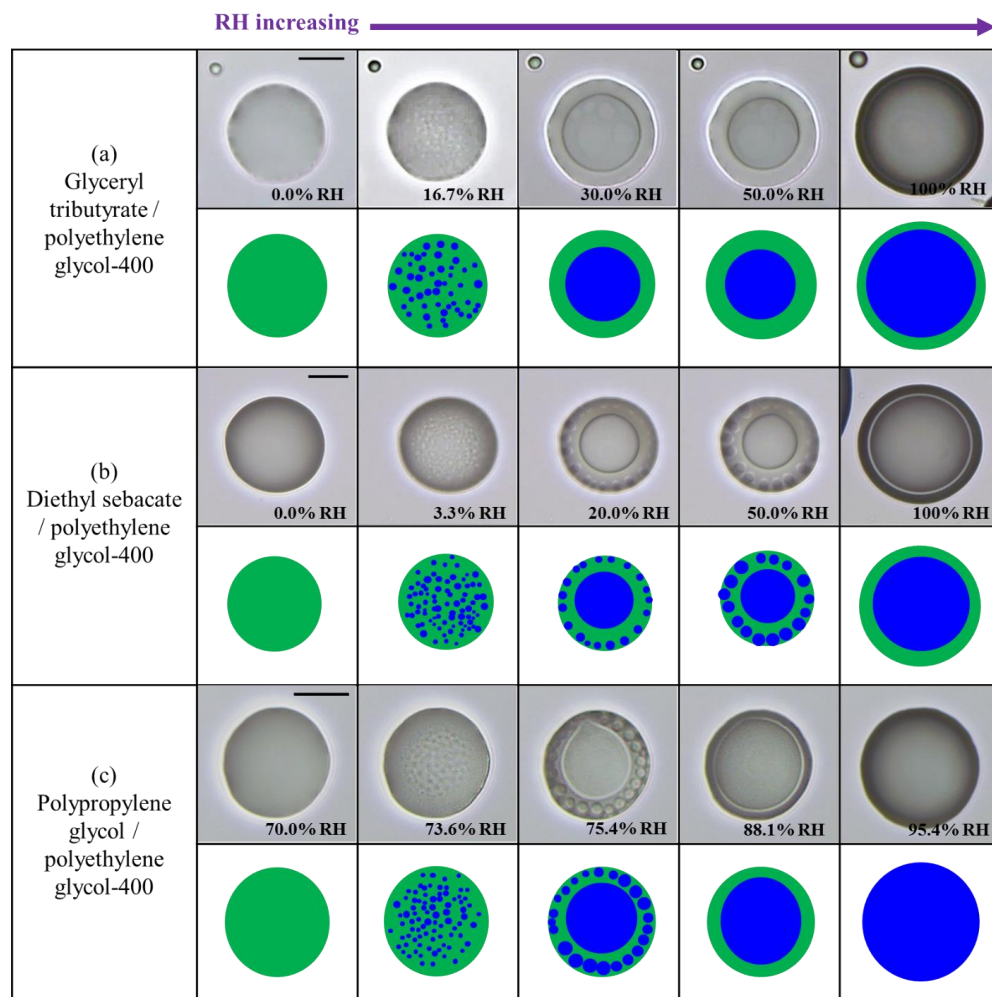 RH increasing
(a)
Glyceryl
tributyrate /
polyethylene
glycol-400
0.0% RH
16.7% RH
30.0% RH
50.0% RH
100% RH
(b)
Diethyl sebacate
/ polyethylene
glycol-400
0.0% RH
3.3% RH
20.0% RH
50.0% RH
100% RH
(c)
Polypropylene
glycol /
polyethylene
glycol-400
70.0% RH
73.6% RH
75.4% RH
88.1% RH
95.4% RH